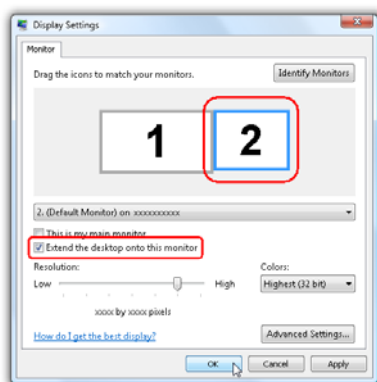 Display Settings
Monitor
Drag the icons to match your monitors.
Identify Monitors
1
2
2. (Default Monitor) on xxxxxxxxxx
This is my main monitor
Extend the desktop onto this monitor
Resolution:
Colors:
Low
High
Highest (32 bit)
xxxx by xxxx pixels
How do I get the best display?
Advanced Settings...
OK
Cancel
Apply